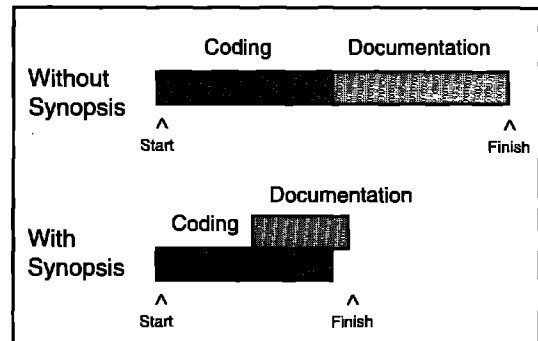 Coding Documentation
Without
Synopsis
^ ^
Start Finish
Documentation
Coding
With
Synopsis
^ ^
Start Finish